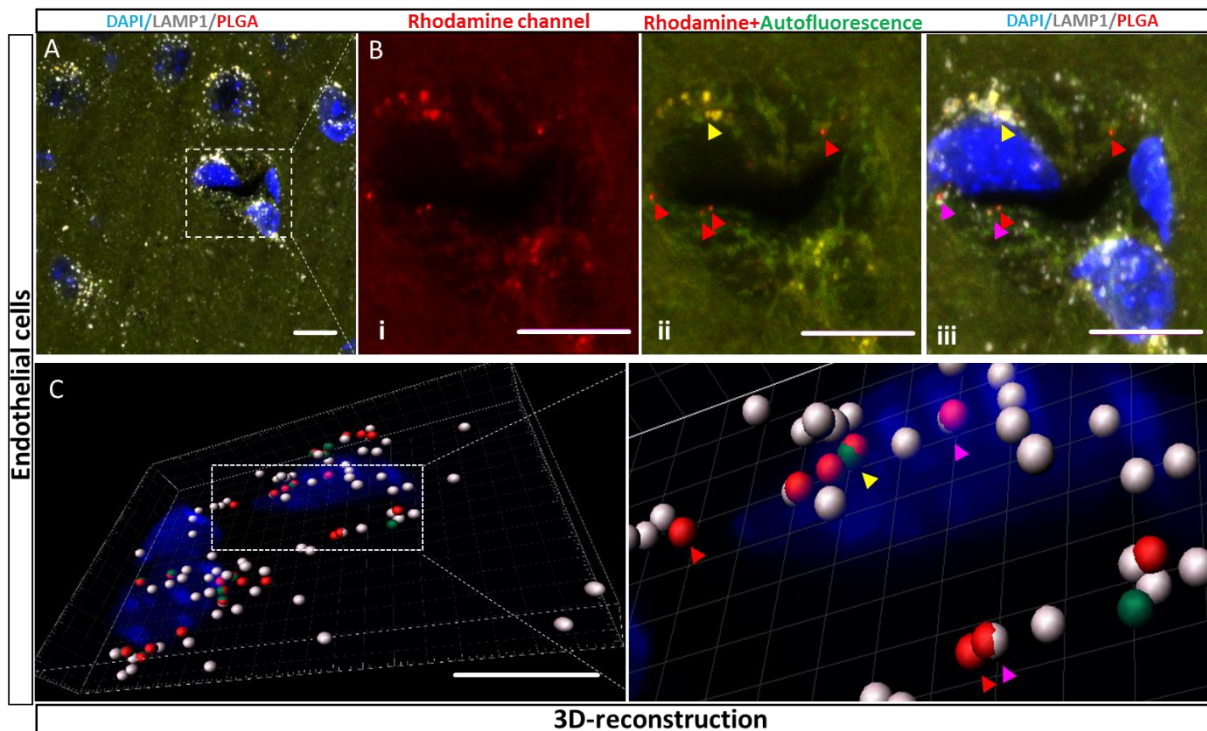 DAPI/LAMP1/PLGA
Rhodamine channel
Rhodamine+Autofluorescence
DAPI/LAMP1/PLGA
Endothelial cells
A
B
i
ii
iii
C
3D-reconstruction